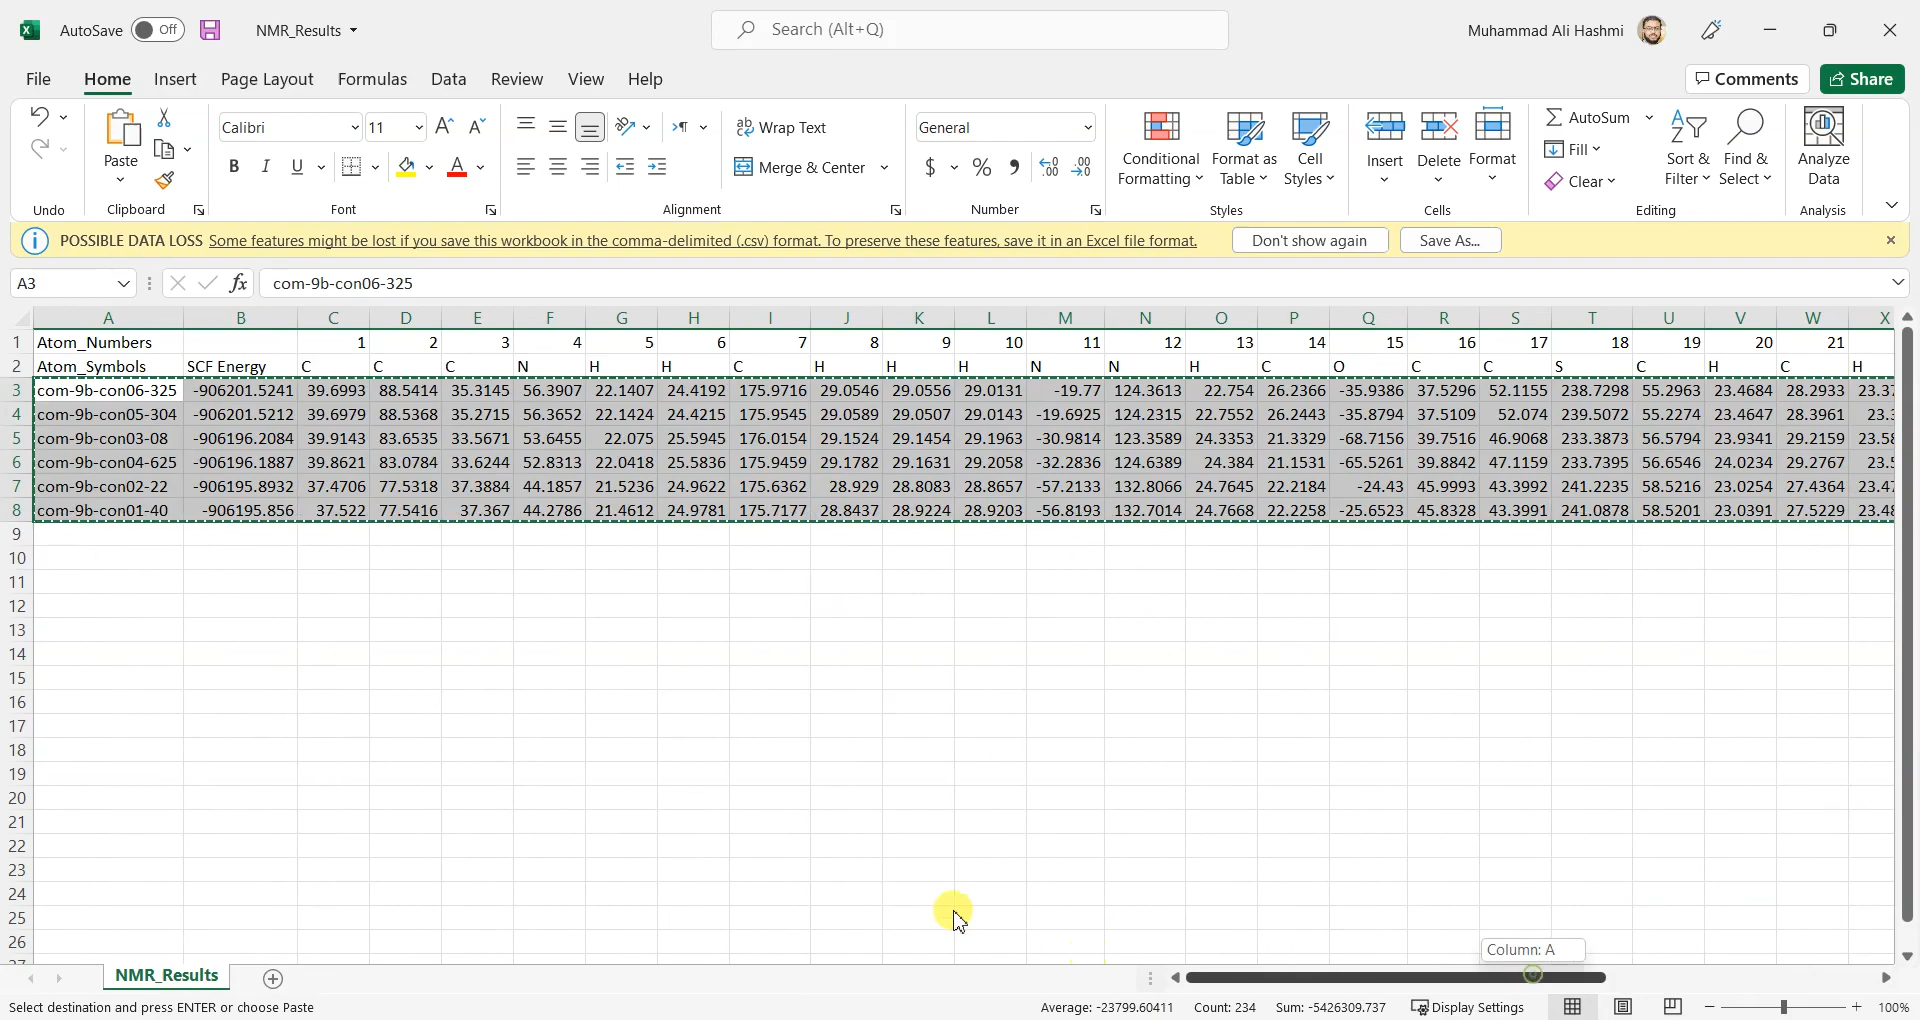 AutoSave Off NMR_Results Search (Alt+Q) Muhammad Ali Hashmi
File Home Insert Page Layout Formulas Data Review View Help Comments Share
Paste Calibri 11 Wrap Text General Conditional Formatting Format as Table Cell Styles Insert Delete Format AutoSum Fill Clear Sort & Filter Find & Select Analyze Data
B I U A Merge & Center $ %
Undo Clipboard Font Alignment Number Styles Cells Editing Analysis
POSSIBLE DATA LOSS Some features might be lost if you save this workbook in the comma-delimited (.csv) format. To preserve these features, save it in an Excel file format. Don't show again Save As...
A3 fx com-9b-con06-325
A B C D E F G H I J K L M N O P Q R S T U V W X
1 Atom_Numbers 1 2 3 4 5 6 7 8 9 10 11 12 13 14 15 16 17 18 19 20 21
2 Atom_Symbols SCF Energy C C C N H H C H H H N N H C O C C S C H C H
3 com-9b-con06-325 -906201.5241 39.6993 88.5414 35.3145 56.3907 22.1407 24.4192 175.9716 29.0546 29.0556 29.0131 -19.77 124.3613 22.754 26.2366 -35.9386 37.5296 52.1155 238.7298 55.2963 23.4684 28.2933 23.37
4 com-9b-con05-304 -906201.5212 39.6979 88.5368 35.2715 56.3652 22.1424 24.4215 175.9545 29.0589 29.0507 29.0143 -19.6925 124.2315 22.7552 26.2443 -35.8794 37.5109 52.074 239.5072 55.2274 23.4647 28.3961 23.3
5 com-9b-con03-08 -906196.2084 39.9143 83.6535 33.5671 53.6455 22.075 25.5945 176.0154 29.1524 29.1454 29.1963 -30.9814 123.3589 24.3353 21.3329 -68.7156 39.7516 46.9068 233.3873 56.5794 23.9341 29.2159 23.58
6 com-9b-con04-625 -906196.1887 39.8621 83.0784 33.6244 52.8313 22.0418 25.5836 175.9459 29.1782 29.1631 29.2058 -32.2836 124.6389 24.384 21.1531 -65.5261 39.8842 47.1159 233.7395 56.6546 24.0234 29.2767 23.5
7 com-9b-con02-22 -906195.8932 37.4706 77.5318 37.3884 44.1857 21.5236 24.9622 175.6362 28.929 28.8083 28.8657 -57.2133 132.8066 24.7645 22.2184 -24.43 45.9993 43.3992 241.2235 58.5216 23.0254 27.4364 23.47
8 com-9b-con01-40 -906195.856 37.522 77.5416 37.367 44.2786 21.4612 24.9781 175.7177 28.8437 28.9224 28.9203 -56.8193 132.7014 24.7668 22.2258 -25.6523 45.8328 43.3991 241.0878 58.5201 23.0391 27.5229 23.48
9
10
11
12
13
14
15
16
17
18
19
20
21
22
23
24
25
26
Column: A
NMR_Results
Select destination and press ENTER or choose Paste Average: -23799.60411 Count: 234 Sum: -5426309.737 Display Settings 100%